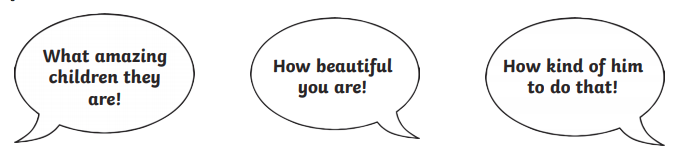 What amazing
children they
are!
How beautiful
you are!
How kind of him
to do that!